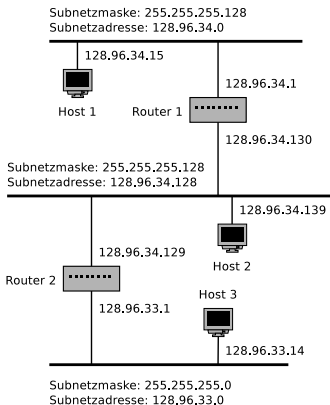 Subnetzmaske: 255.255.255.128
Subnetzadresse: 128.96.34.0
128.96.34.15
128.96.34.1
Host 1
Router 1
128.96.34.130
Subnetzmaske: 255.255.255.128
Subnetzadresse: 128.96.34.128
128.96.34.139
128.96.34.129
Host 2
Router 2
Host 3
128.96.33.1
128.96.33.14
Subnetzmaske: 255.255.255.0
Subnetzadresse: 128.96.33.0